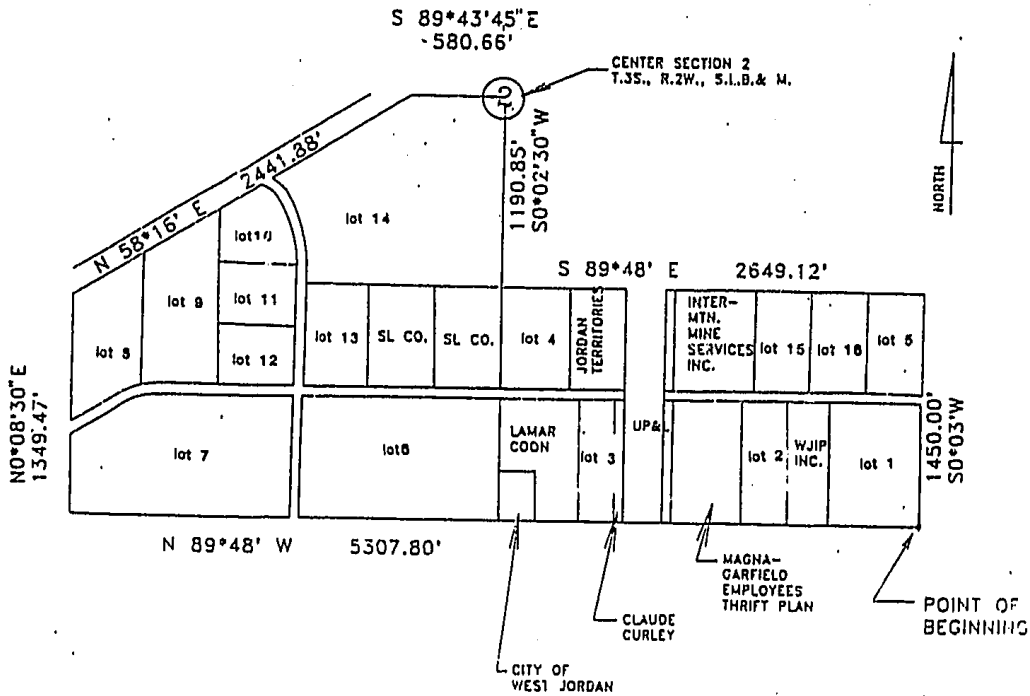 S 89*43'45" E
580.66'
CENTER SECTION 2
T.3S., R.2W., S.L.B.& M.
NORTH
N 58*16' E 2441.88'
1190.85'
S0*02'30"W
lot 14
lot10
lot 9
lot 11
lot 12
lot 8
S 89*48' E 2649.12'
lot 13
SL CO.
SL CO.
lot 4
JORDAN
TERRITORIES
INTER-
MTN.
MINE
SERVICES
INC.
lot 15
lot 16
lot 5
N0*08'30"E
1349.47'
lot 7
lot6
LAMAR
COON
lot 3
UP&L
lot 2
WJIP
INC.
lot 1
1450.00'
S0*03'W
N 89*48' W 5307.80'
MAGNA-
GARFIELD
EMPLOYEES
THRIFT PLAN
POINT OF
BEGINNING
CLAUDE
CURLEY
CITY OF
WEST JORDAN